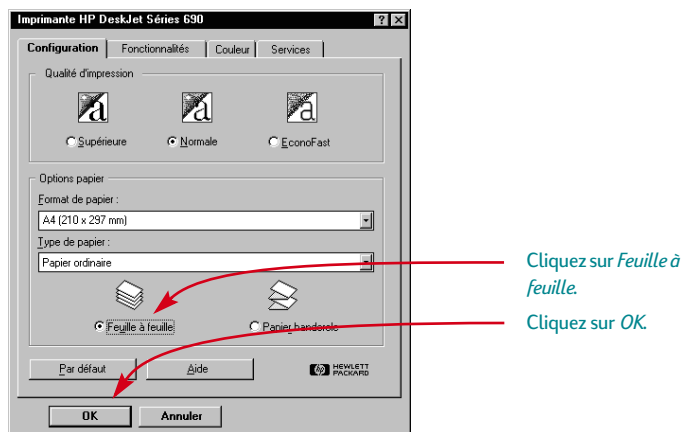 Imprimante HP DeskJet Séries 690
Configuration Fonctionnalités Couleur Services
Qualité d'impression
Supérieure Normale EconoFast
Options papier
Format de papier :
A4 (210 x 297 mm)
Type de papier :
Papier ordinaire
Feuille à feuille Papier banderole
Par défaut Aide hp HEWLETT
PACKARD
OK Annuler
Cliquez sur Feuille à
feuille.
Cliquez sur OK.